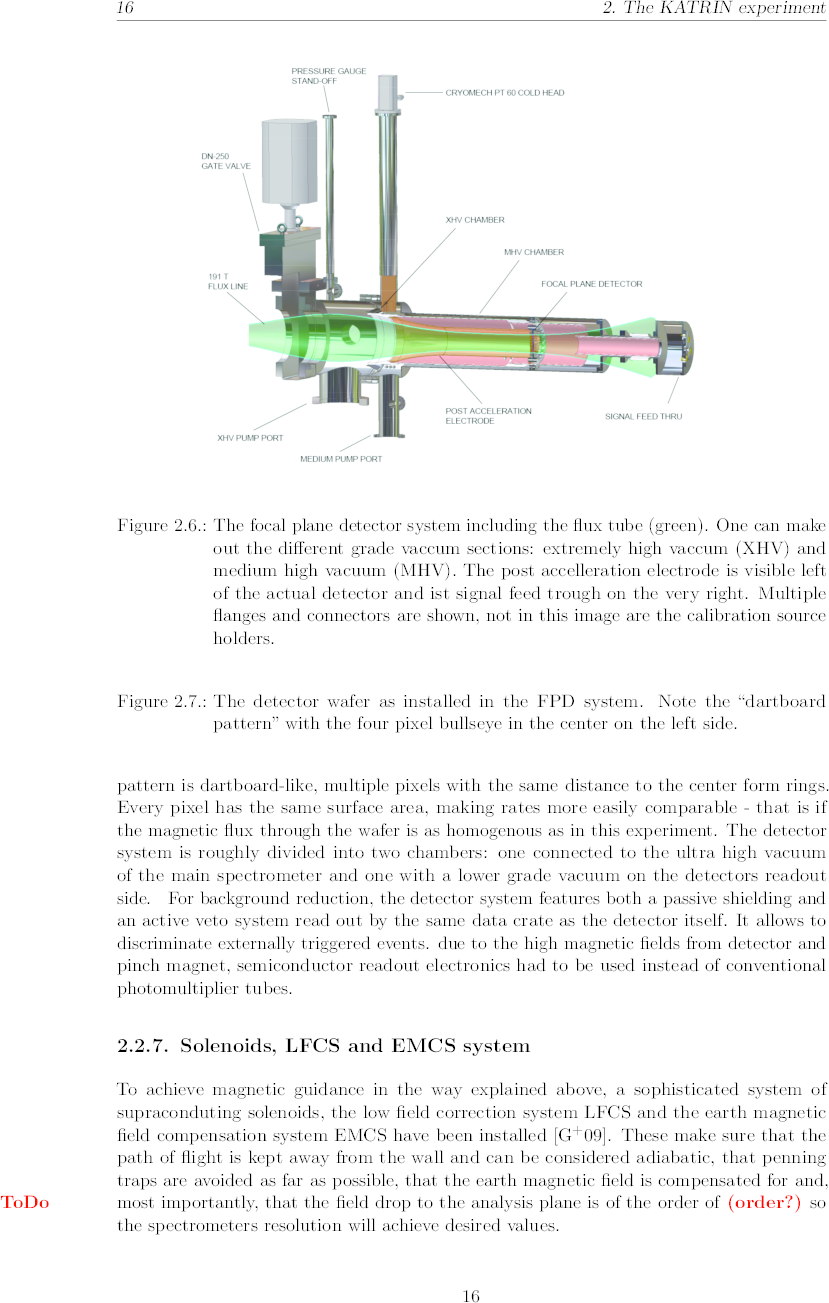 16
2. The KATRIN experiment
PRESSURE GAUGE
STAND-OFF
CRYOMECH PT 60 COLD HEAD
DN-250
GATE VALVE
XHV CHAMBER
MHV CHAMBER
191 T
FLUX LINE
FOCAL PLANE DETECTOR
POST ACCELERATION
ELECTRODE
SIGNAL FEED THRU
XHV PUMP PORT
MEDIUM PUMP PORT
Figure 2.6.: The focal plane detector system including the flux tube (green). One can make
out the different grade vaccum sections: extremely high vaccum (XHV) and
medium high vacuum (MHV). The post accelleration electrode is visible left
of the actual detector and ist signal feed trough on the very right. Multiple
flanges and connectors are shown, not in this image are the calibration source
holders.
Figure 2.7.: The detector wafer as installed in the FPD system. Note the “dartboard
pattern” with the four pixel bullseye in the center on the left side.
pattern is dartboard-like, multiple pixels with the same distance to the center form rings.
Every pixel has the same surface area, making rates more easily comparable - that is if
the magnetic flux through the wafer is as homogenous as in this experiment. The detector
system is roughly divided into two chambers: one connected to the ultra high vacuum
of the main spectrometer and one with a lower grade vacuum on the detectors readout
side. For background reduction, the detector system features both a passive shielding and
an active veto system read out by the same data crate as the detector itself. It allows to
discriminate externally triggered events. due to the high magnetic fields from detector and
pinch magnet, semiconductor readout electronics had to be used instead of conventional
photomultiplier tubes.
2.2.7. Solenoids, LFCS and EMCS system
To achieve magnetic guidance in the way explained above, a sophisticated system of
supraconduting solenoids, the low field correction system LFCS and the earth magnetic
field compensation system EMCS have been installed [G+09]. These make sure that the
path of flight is kept away from the wall and can be considered adiabatic, that penning
traps are avoided as far as possible, that the earth magnetic field is compensated for and,
ToDo most importantly, that the field drop to the analysis plane is of the order of (order?) so
the spectrometers resolution will achieve desired values.
16